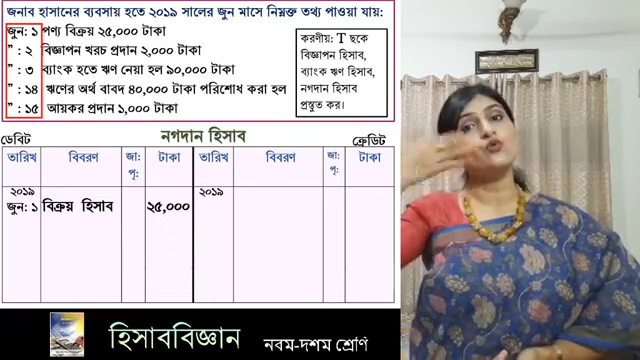 জনাব হাসানের ব্যবসায় হতে ২০১৯ সালের জুন মাসে নিম্নক্ত তথ্য পাওয়া যায়:
জুন: ১ পণ্য বিক্রয় ২৫,০০০ টাকা
” : ২ বিজ্ঞাপন খরচ প্রদান ২,০০০ টাকা
” : ৩ ব্যাংক হতে ঋণ নেয়া হল ৯০,০০০ টাকা
” : ১৪ ঋণের অর্থ বাবদ ৪০,০০০ টাকা পরিশোধ করা হল
” : ১৫ আয়কর প্রদান ১,০০০ টাকা
করণীয়: T ছকে
বিজ্ঞাপন হিসাব,
ব্যাংক ঋণ হিসাব,
নগদান হিসাব
প্রস্তুত কর।
নগদান হিসাব
ডেবিট ক্রেডিট
তারিখ বিবরণ জা: পৃ: টাকা তারিখ বিবরণ জা: পৃ: টাকা
২০১৯ ২০১৯
জুন: ১ বিক্রয় হিসাব ২৫,০০০
হিসাববিজ্ঞান নবম-দশম শ্রেণি